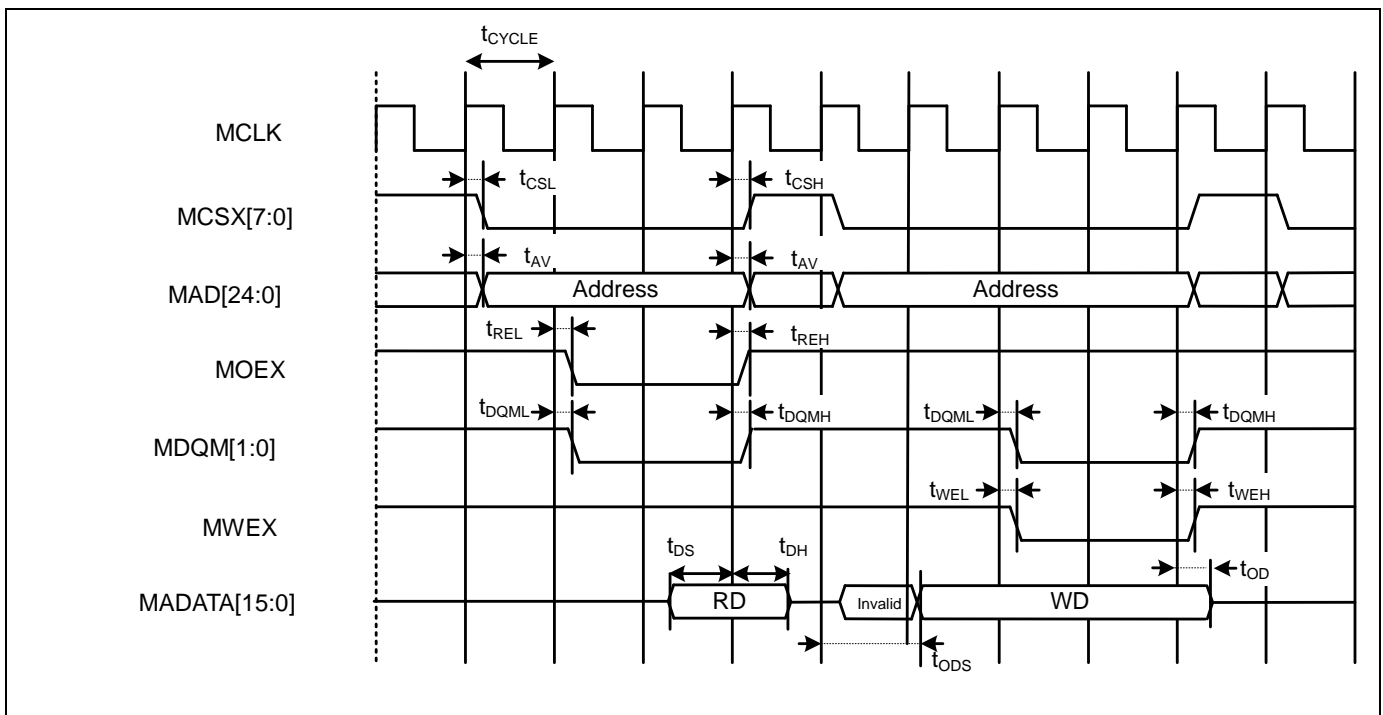 tCYCLE
MCLK
tCSL tCSH
MCSX[7:0]
tAV tAV
MAD[24:0] Address Address
tREL tREH
MOEX
tDQML tDQMH tDQML tDQMH
MDQM[1:0]
tWEL tWEH
MWEX
tDS tDH
tOD
MADATA[15:0] RD Invalid WD
tODS